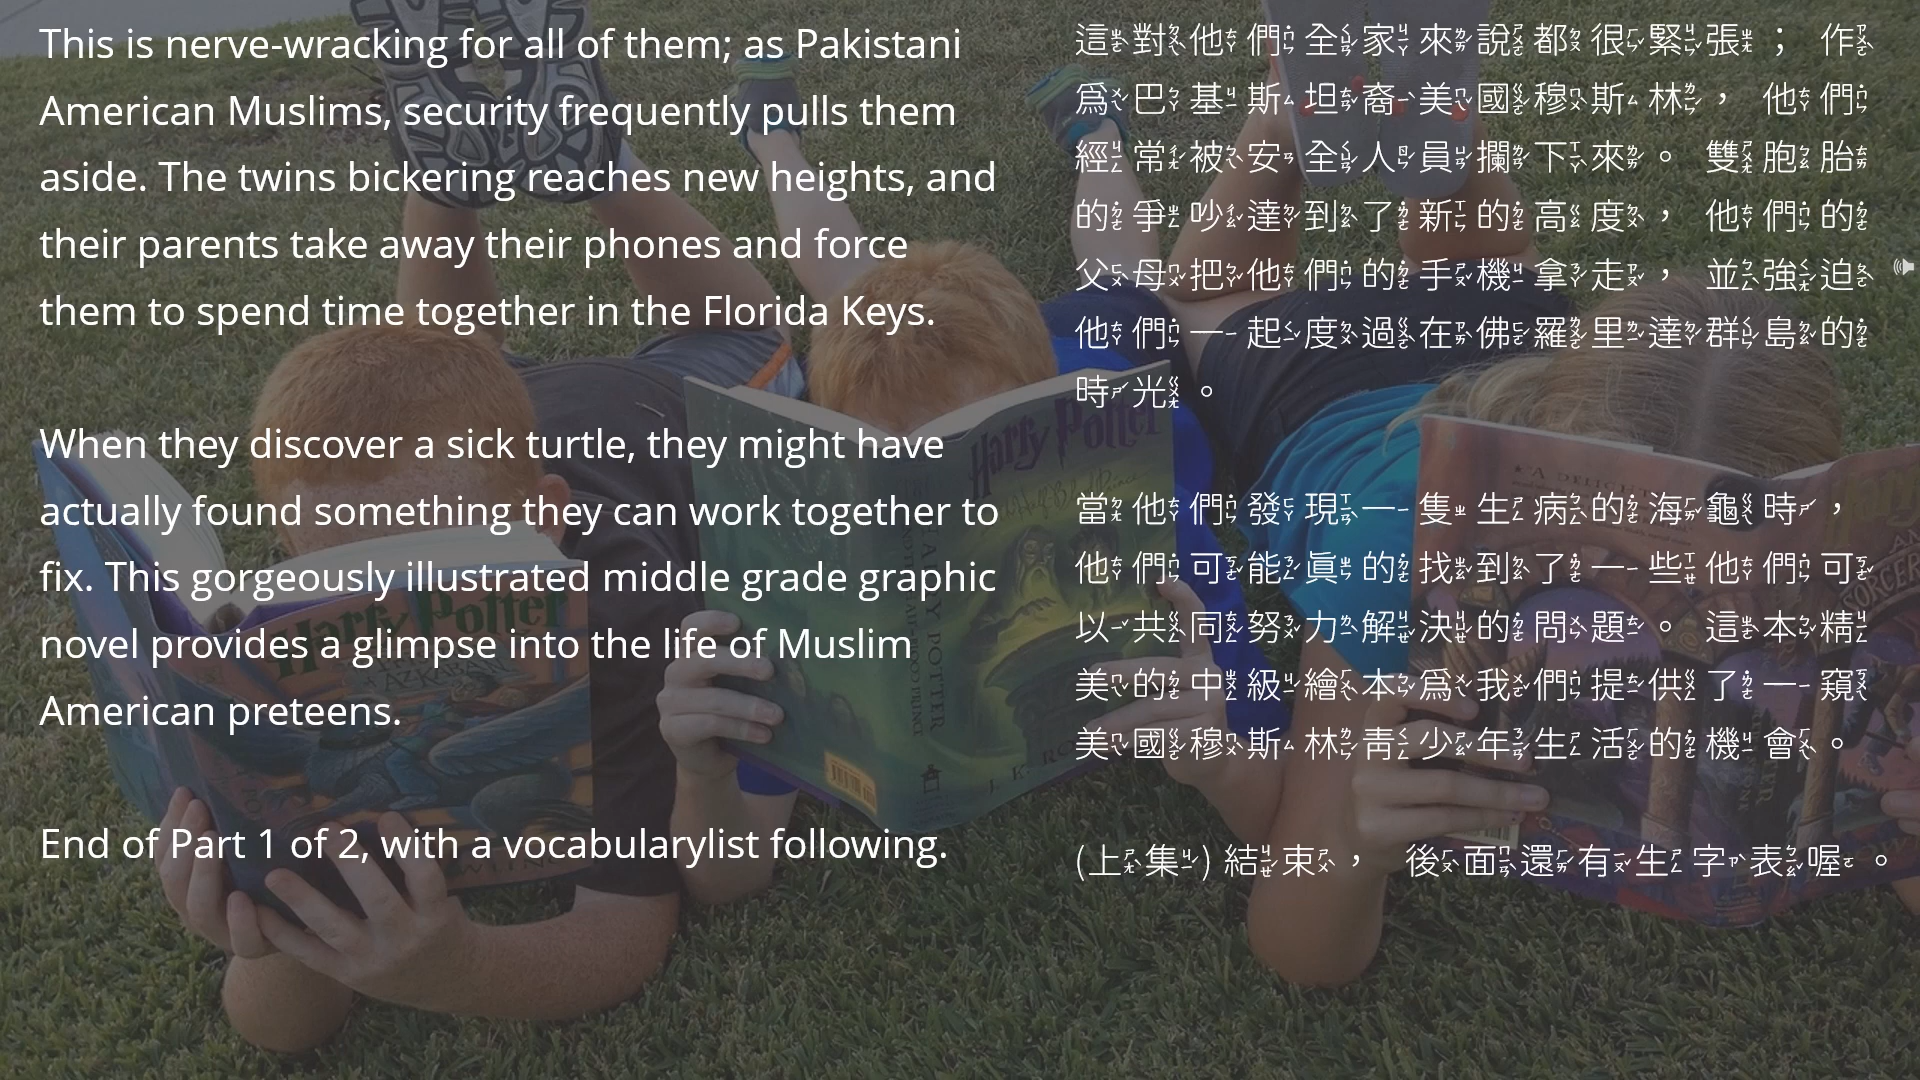 This is nerve-wracking for all of them; as Pakistani
American Muslims, security frequently pulls them
aside. The twins bickering reaches new heights, and
their parents take away their phones and force
them to spend time together in the Florida Keys.
When they discover a sick turtle, they might have
actually found something they can work together to
fix. This gorgeously illustrated middle grade graphic
novel provides a glimpse into the life of Muslim
American preteens.
End of Part 1 of 2, with a vocabularylist following.
這對他們全家來說都很緊張； 作
為巴基斯坦裔美國穆斯林， 他們
經常被安全人員攔下來。 雙胞胎
的爭吵達到了新的高度， 他們的
父母把他們的手機拿走， 並強迫
他們一起度過在佛羅里達群島的
時光。
當他們發現一隻生病的海龜時，
他們可能真的找到了一些他們可
以共同努力解決的問題。 這本精
美的中級繪本為我們提供了一窺
美國穆斯林青少年生活的機會。
(上集) 結束， 後面還有生字表喔。
Harry Potter
AZKABAN
Harry Potter
HARRY POTTER
J. K. RO